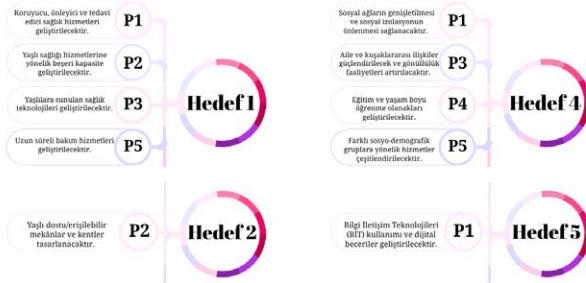 Koruyucu, önleyici ve tedavi
edici sağlık hizmetleri
geliştirilecektir.
P1
Yaşlı sağlığı hizmetlerine
yönelik beşeri kapasite
geliştirilecektir.
P2
Yaşlılara sunulan sağlık
teknolojileri geliştirilecektir.
P3
Uzun süreli bakım hizmetleri
geliştirilecektir.
P5
Hedef 1
Sosyal ağların genişletilmesi
ve sosyal izolasyonun
önlenmesi sağlanacaktır.
P1
Aile ve kuşaklararası ilişkiler
güçlendirilecek ve gönüllülük
faaliyetleri artırılacaktır.
P3
Eğitim ve yaşam boyu
öğrenme olanakları
geliştirilecektir.
P4
Farklı sosyo-demografik
gruplara yönelik hizmetler
çeşitlendirilecektir.
P5
Hedef 4
Yaşlı dostu/erişilebilir
mekânlar ve kentler
tasarlanacaktır.
P2
Hedef 2
Bilgi İletişim Teknolojileri
(BİT) kullanımı ve dijital
beceriler geliştirilecektir.
P1
Hedef 5